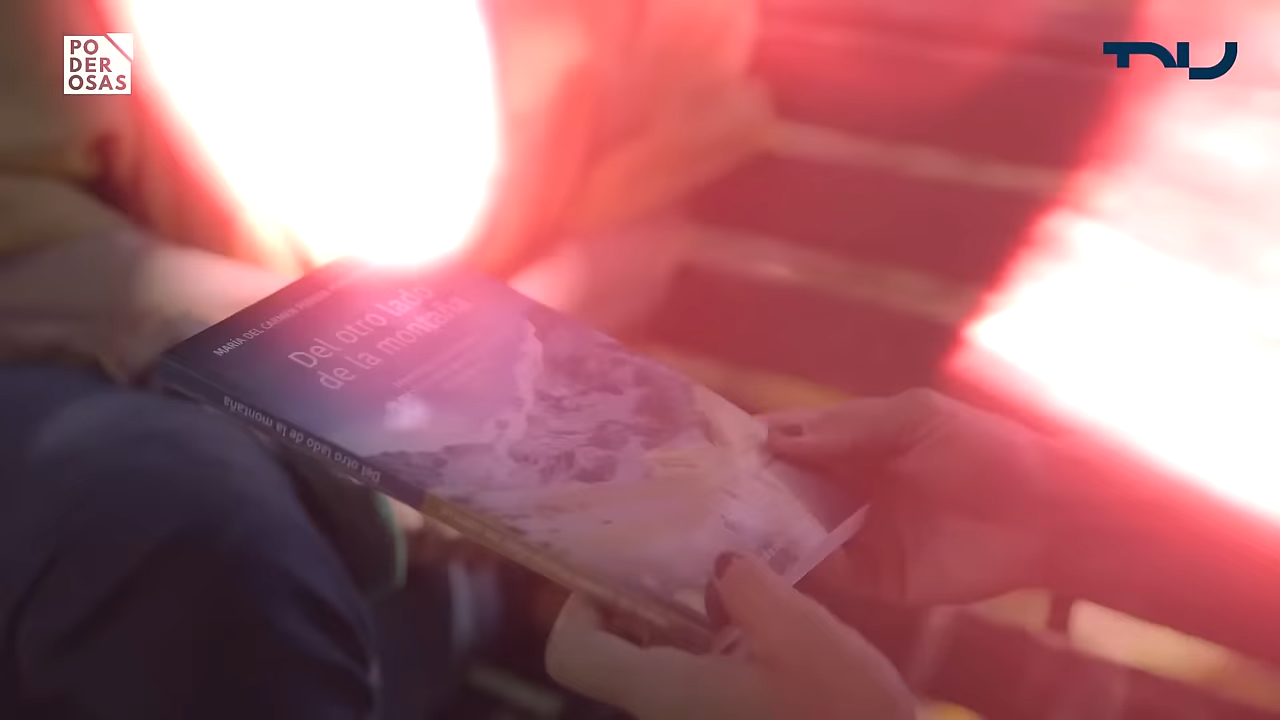 PO
DER
OSAS
MARÍA DEL CARMEN
Del otro lado
de la montaña
Del otro lado de la montaña